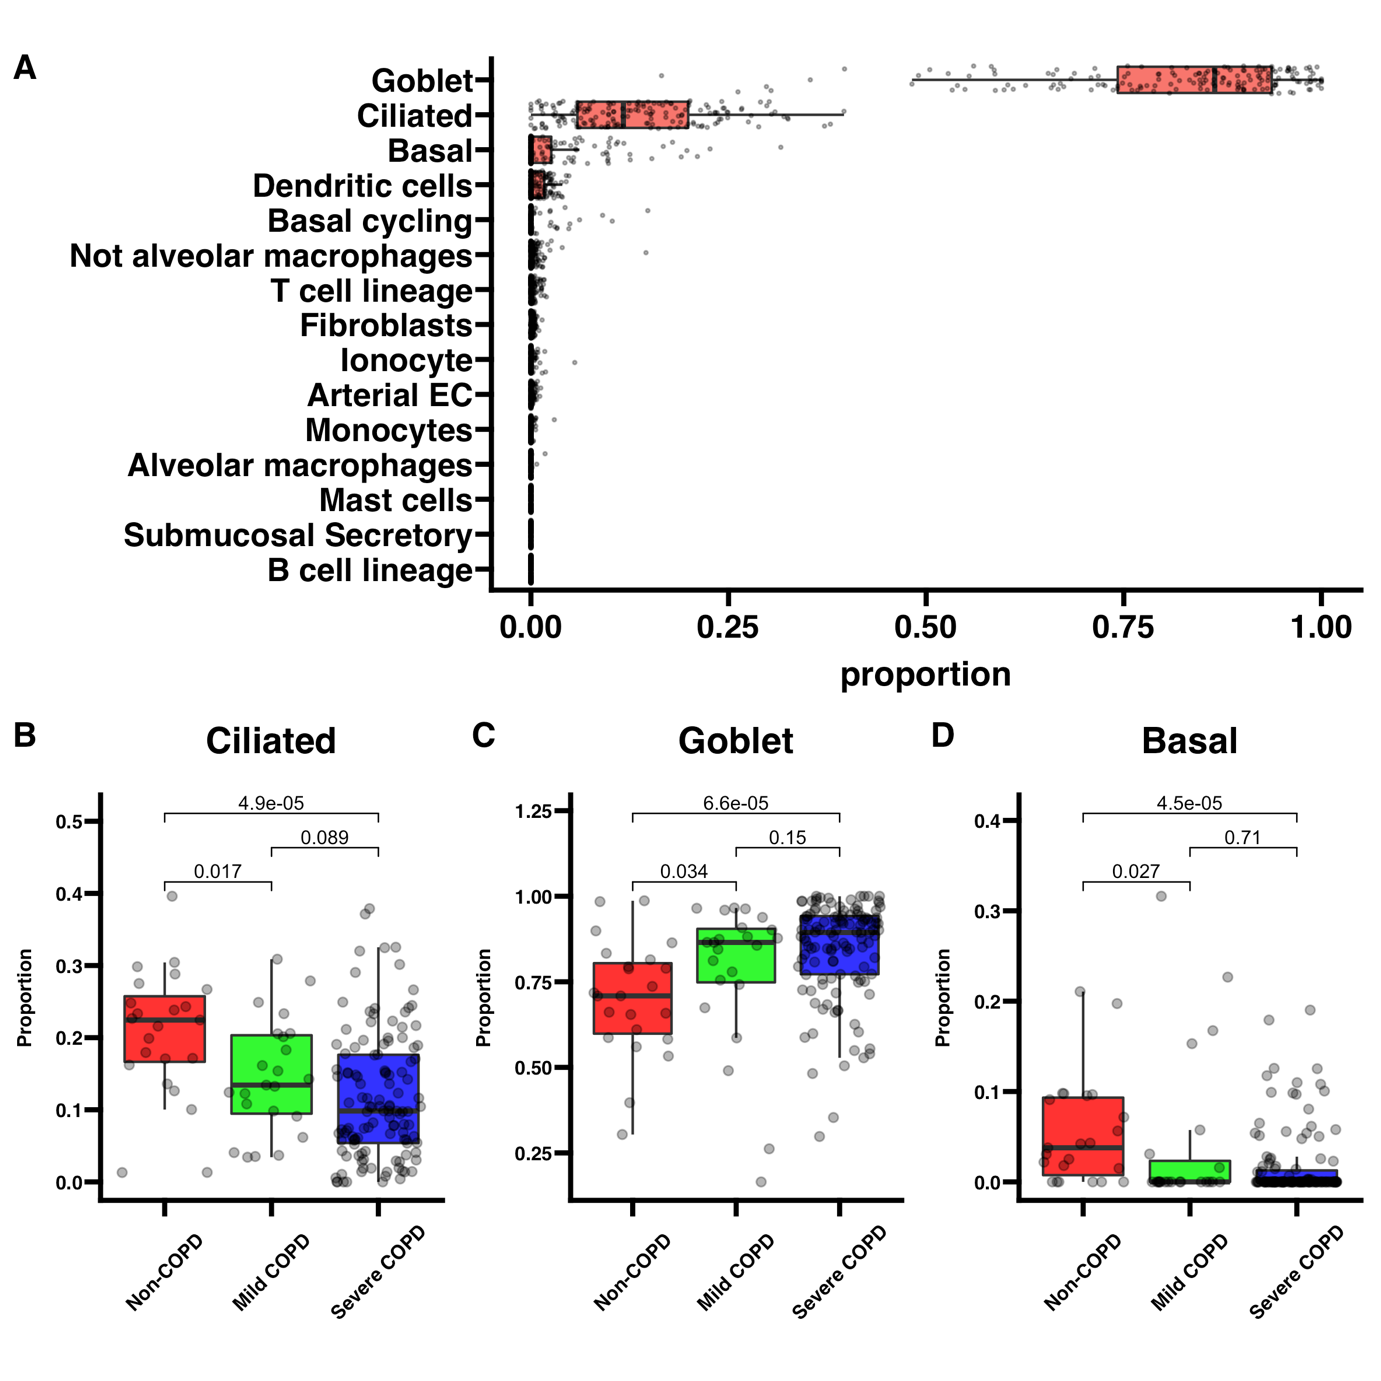 A
Goblet
Ciliated
Basal
Dendritic cells
Basal cycling
Not alveolar macrophages
T cell lineage
Fibroblasts
Ionocyte
Arterial EC
Monocytes
Alveolar macrophages
Mast cells
Submucosal Secretory
B cell lineage
0.00 0.25 0.50 0.75 1.00
proportion
B
Ciliated
4.9e-05
0.089
0.017
0.5
0.4
0.3
0.2
0.1
0.0
Proportion
Non-COPD
Mild COPD
Severe COPD
C
Goblet
6.6e-05
0.15
0.034
1.25
1.00
0.75
0.50
0.25
Proportion
Non-COPD
Mild COPD
Severe COPD
D
Basal
4.5e-05
0.71
0.027
0.4
0.3
0.2
0.1
0.0
Proportion
Non-COPD
Mild COPD
Severe COPD